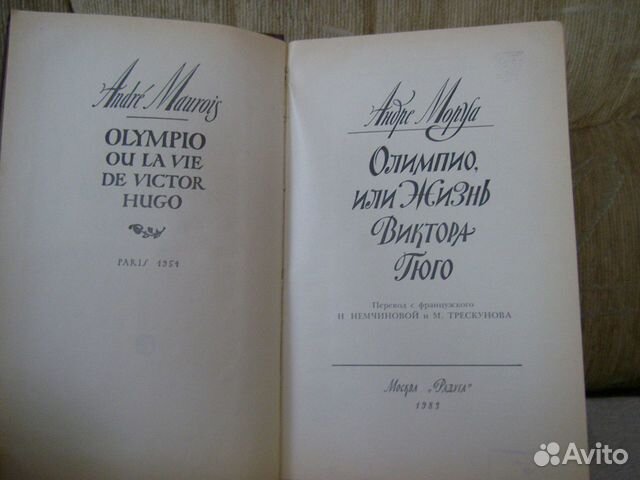 André Maurois
OLYMPIO
OU LA VIE
DE VICTOR
HUGO
PARIS 1954
Андре Моруа
Олимпио,
или Жизнь
Виктора
Гюго
Перевод с французского
Н НЕМЧИНОВОЙ и М. ТРЕСКУНОВА
Москва „Радуга“
1983
Avito